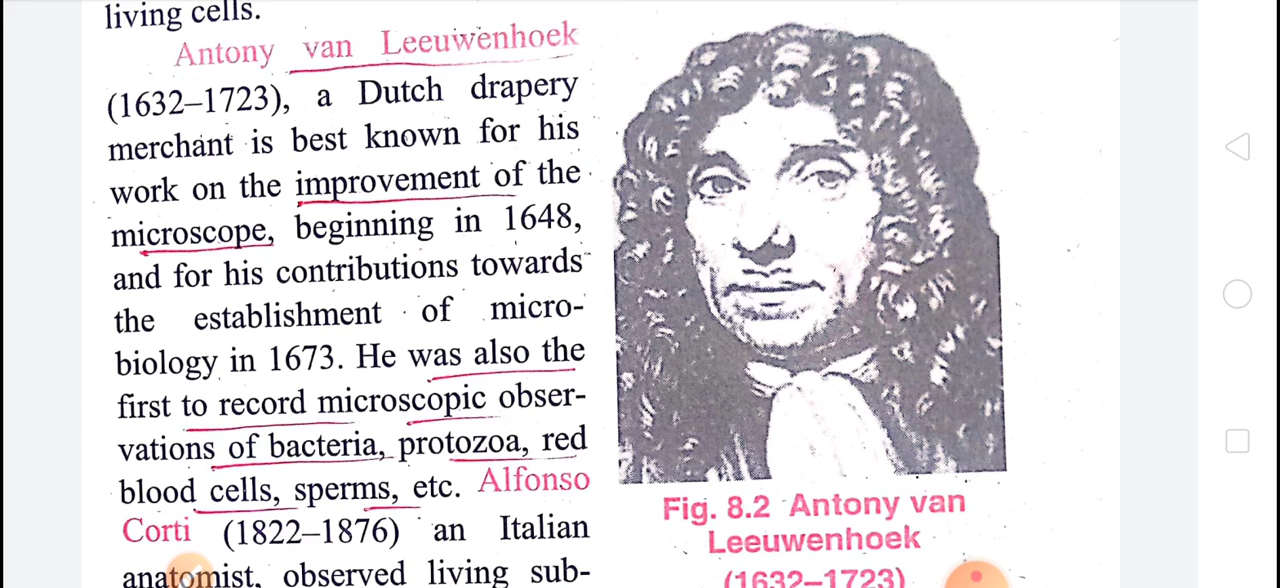 living cells.
Antony van Leeuwenhoek
(1632–1723), a Dutch drapery
merchant is best known for his
work on the improvement of the
microscope, beginning in 1648,
and for his contributions towards
the establishment of micro-
biology in 1673. He was also the
first to record microscopic obser-
vations of bacteria, protozoa, red
blood cells, sperms, etc. Alfonso
Corti (1822–1876) an Italian
anatomist, observed living sub-
Fig. 8.2 Antony van
Leeuwenhoek
(1632–1723)